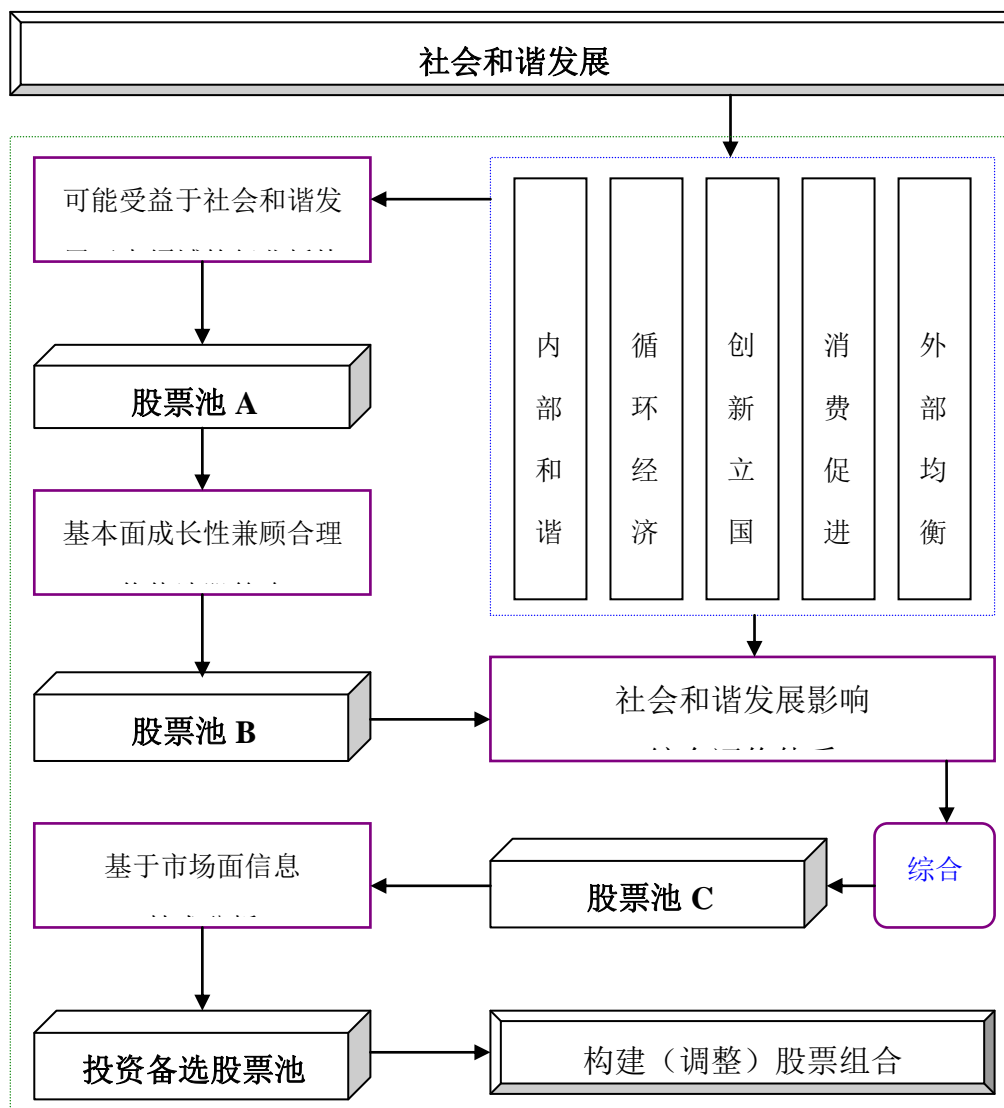 社会和谐发展
可能受益于社会和谐发
内部和谐
循环经济
创新立国
消费促进
外部均衡
股票池 A
基本面成长性兼顾合理
股票池 B
社会和谐发展影响
综合
股票池 C
基于市场面信息
投资备选股票池
构建（调整）股票组合